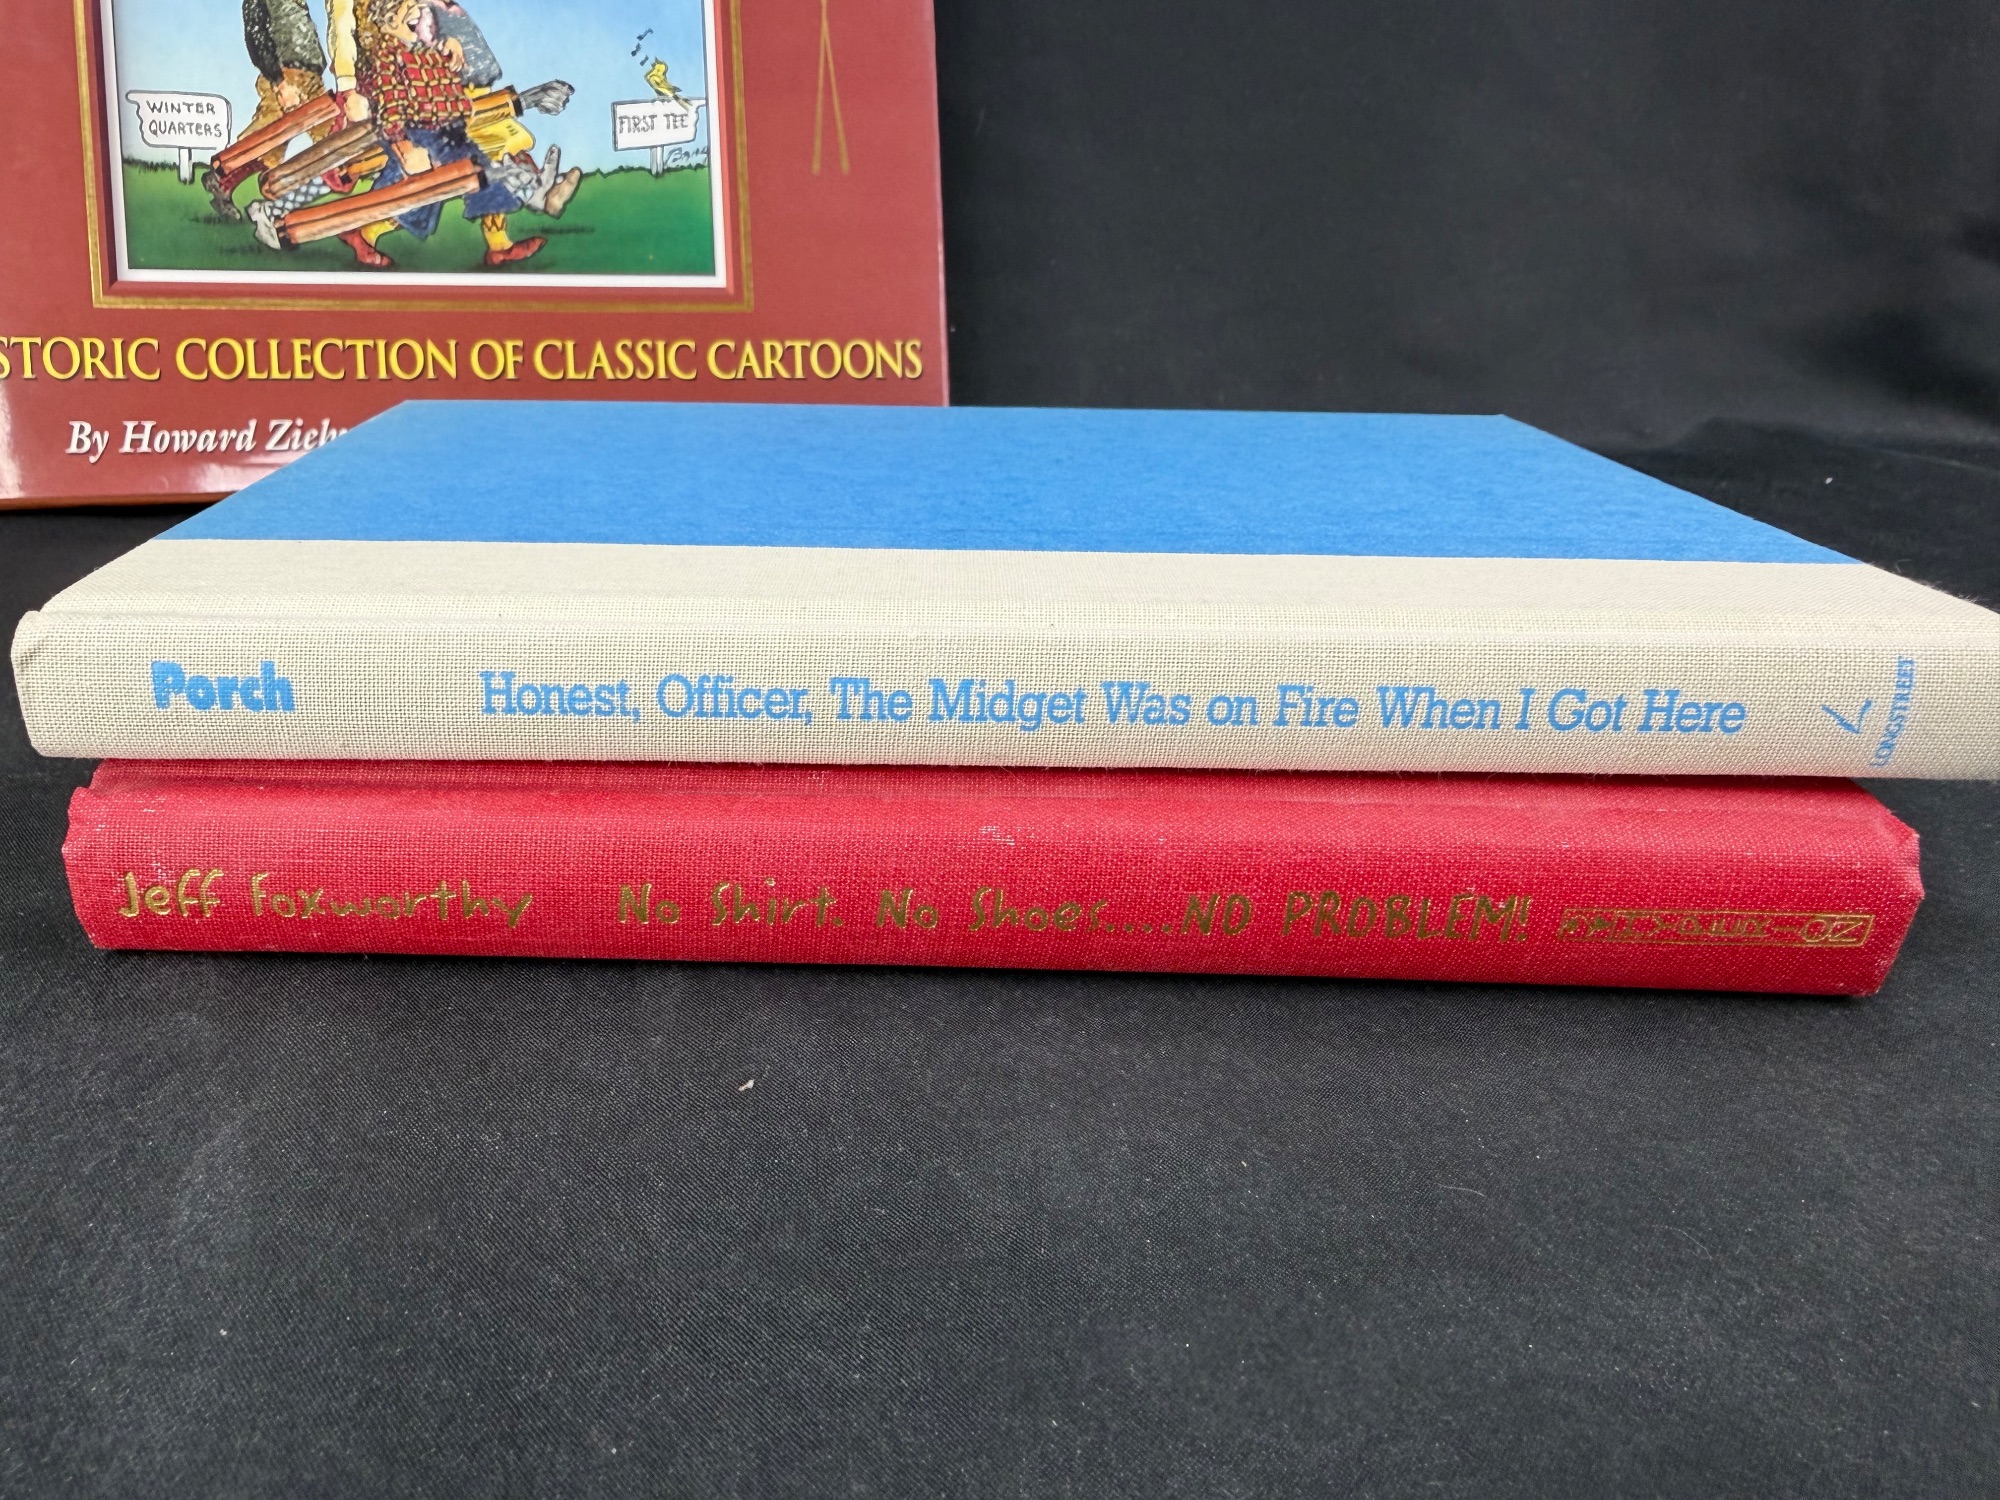 WINTER
QUARTERS
FIRST TEE
STORIC COLLECTION OF CLASSIC CARTOONS
By Howard
Porch Honest, Officer, The Midget Was on Fire When I Got Here LONGSTREET
Jeff Foxworthy No Shirt. No Shoes....NO PROBLEM!